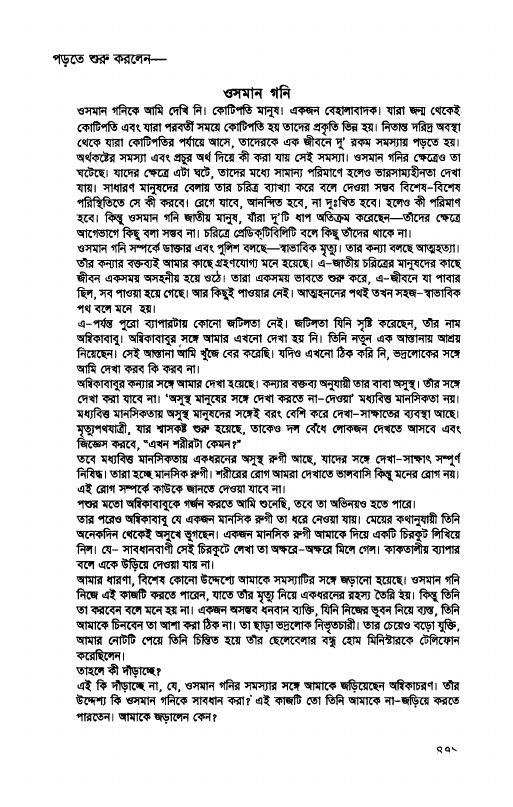 পড়তে শুরু করলেন—
ওসমান গনি
ওসমান গনিকে আমি দেখি নি। কোটিপতি মানুষ। একজন বেহালাবাদক। যারা জন্ম থেকেই
কোটিপতি এবং যারা পরবর্তী সময়ে কোটিপতি হয় তাদের প্রকৃতি ভিন্ন হয়। নিতান্ত দরিদ্র অবস্থা
থেকে যারা কোটিপতির পর্যায়ে আসে, তাদেরকে এক জীবনে দু' রকম সমস্যায় পড়তে হয়।
অর্থকষ্টের সমস্যা এবং প্রচুর অর্থ দিয়ে কী করা যায় সেই সমস্যা। ওসমান গনির ক্ষেত্রেও তা
ঘটেছে। যাদের ক্ষেত্রে এটা ঘটে, তাদের মধ্যে সামান্য পরিমাণে হলেও ভারসাম্যহীনতা দেখা
যায়। সাধারণ মানুষদের বেলায় তার চরিত্র ব্যাখ্যা করে বলে দেওয়া সম্ভব বিশেষ-বিশেষ
পরিস্থিতিতে সে কী করবে। রেগে যাবে, আনন্দিত হবে, না দুঃখিত হবে। হলেও কী পরিমাণ
হবে। কিন্তু ওসমান গনি জাতীয় মানুষ, যাঁরা দু'টি ধাপ অতিক্রম করেছেন—তাঁদের ক্ষেত্রে
আগেভাগে কিছু বলা সম্ভব না। চরিত্রে প্রেডিক্‌টিবিলিটি বলে কিছু তাঁদের থাকে না।
ওসমান গনি সম্পর্কে ডাক্তার এবং পুলিশ বলছে—স্বাভাবিক মৃত্যু। তার কন্যা বলছে আত্মহত্যা।
তাঁর কন্যার বক্তব্যই আমার কাছে গ্রহণযোগ্য মনে হয়েছে। এ-জাতীয় চরিত্রের মানুষদের কাছে
জীবন একসময় অসহনীয় হয়ে ওঠে। তারা একসময় ভাবতে শুরু করে, এ-জীবনে যা পাবার
ছিল, সব পাওয়া হয়ে গেছে। আর কিছুই পাওয়ার নেই। আত্মহননের পথই তখন সহজ-স্বাভাবিক
পথ বলে মনে হয়।
এ-পর্যন্ত পুরো ব্যাপারটায় কোনো জটিলতা নেই। জটিলতা যিনি সৃষ্টি করেছেন, তাঁর নাম
অম্বিকাবাবু। অম্বিকাবাবুর সঙ্গে আমার এখনো দেখা হয় নি। তিনি নতুন এক আস্তানায় আশ্রয়
নিয়েছেন। সেই আস্তানা আমি খুঁজে বের করেছি। যদিও এখনো ঠিক করি নি, ভদ্রলোকের সঙ্গে
আমি দেখা করব কি করব না।
অম্বিকাবাবুর কন্যার সঙ্গে আমার দেখা হয়েছে। কন্যার বক্তব্য অনুযায়ী তার বাবা অসুস্থ। তাঁর সঙ্গে
দেখা করা যাবে না। 'অসুস্থ মানুষের সঙ্গে দেখা করতে না-দেওয়া' মধ্যবিত্ত মানসিকতা নয়।
মধ্যবিত্ত মানসিকতায় অসুস্থ মানুষদের সঙ্গেই বরং বেশি করে দেখা-সাক্ষাতের ব্যবস্থা আছে।
মৃত্যুপথযাত্রী, যার শ্বাসকষ্ট শুরু হয়েছে, তাকেও দল বেঁধে লোকজন দেখতে আসবে এবং
জিজ্ঞেস করবে, "এখন শরীরটা কেমন?"
তবে মধ্যবিত্ত মানসিকতায় একধরনের অসুস্থ রুগী আছে, যাদের সঙ্গে দেখা-সাক্ষাৎ সম্পূর্ণ
নিষিদ্ধ। তারা হচ্ছে মানসিক রুগী। শরীরের রোগ আমরা দেখাতে ভালবাসি কিন্তু মনের রোগ নয়।
এই রোগ সম্পর্কে কাউকে জানতে দেওয়া যাবে না।
পশুর মতো অম্বিকাবাবুকে গর্জন করতে আমি শুনেছি, তবে তা অভিনয়ও হতে পারে।
তার পরেও অম্বিকাবাবু যে একজন মানসিক রুগী তা ধরে নেওয়া যায়। মেয়ের কথানুযায়ী তিনি
অনেকদিন থেকেই অসুখে ভুগছেন। একজন মানসিক রুগী আমাকে দিয়ে একটি চিরকুট লিখিয়ে
নিল। যে- সাবধানবাণী সেই চিরকুটে লেখা তা অক্ষরে-অক্ষরে মিলে গেল। কাকতালীয় ব্যাপার
বলে একে উড়িয়ে দেওয়া যায় না।
আমার ধারণা, বিশেষ কোনো উদ্দেশ্যে আমাকে সমস্যাটির সঙ্গে জড়ানো হয়েছে। ওসমান গনি
নিজে এই কাজটি করতে পারেন, যাতে তাঁর মৃত্যু নিয়ে একধরনের রহস্য তৈরি হয়। কিন্তু তিনি
তা করবেন বলে মনে হয় না। একজন অসম্ভব ধনবান ব্যক্তি, যিনি নিজের ভুবন নিয়ে ব্যস্ত, তিনি
আমাকে চিনবেন তা আশা করা ঠিক না। তা ছাড়া ভদ্রলোক নিভৃতচারী। তার চেয়েও বড়ো যুক্তি,
আমার নোটটি পেয়ে তিনি চিন্তিত হয়ে তাঁর ছেলেবেলার বন্ধু হোম মিনিস্টারকে টেলিফোন
করেছিলেন।
তাহলে কী দাঁড়াচ্ছে?
এই কি দাঁড়াচ্ছে না, যে, ওসমান গনির সমস্যার সঙ্গে আমাকে জড়িয়েছেন অম্বিকাচরণ। তাঁর
উদ্দেশ্য কি ওসমান গনিকে সাবধান করা? এই কাজটি তো তিনি আমাকে না-জড়িয়ে করতে
পারতেন। আমাকে জড়ালেন কেন?